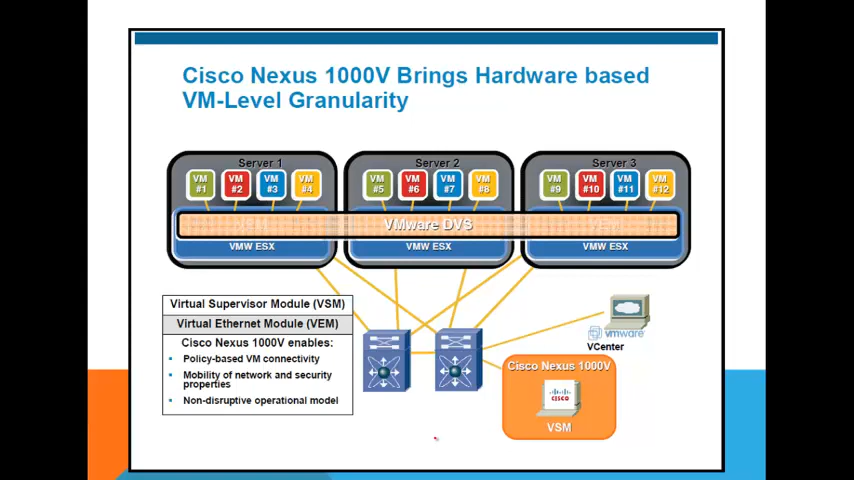 Cisco Nexus 1000V Brings Hardware based
VM-Level Granularity
Server 1
Server 2
Server 3
VM #1
VM #2
VM #3
VM #4
VM #5
VM #6
VM #7
VM #8
VM #9
VM #10
VM #11
VM #12
VMware DVS
VMW ESX
VMW ESX
VMW ESX
Virtual Supervisor Module (VSM)
Virtual Ethernet Module (VEM)
Cisco Nexus 1000V enables:
Policy-based VM connectivity
Mobility of network and security
properties
Non-disruptive operational model
vmware
VCenter
Cisco Nexus 1000V
CISCO
VSM